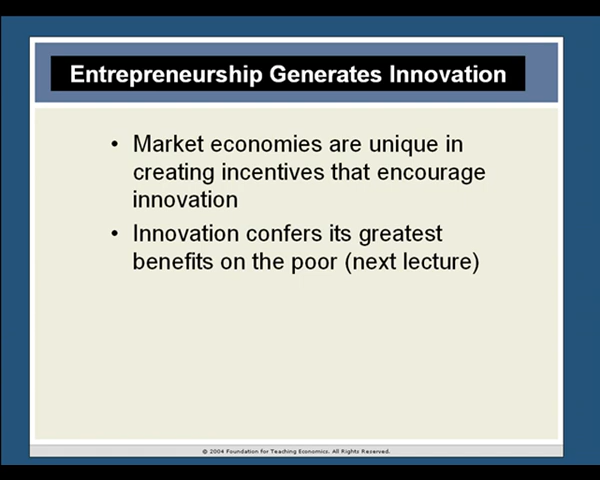 Entrepreneurship Generates Innovation
• Market economies are unique in
creating incentives that encourage
innovation
• Innovation confers its greatest
benefits on the poor (next lecture)
© 2004 Foundation for Teaching Economics. All Rights Reserved.